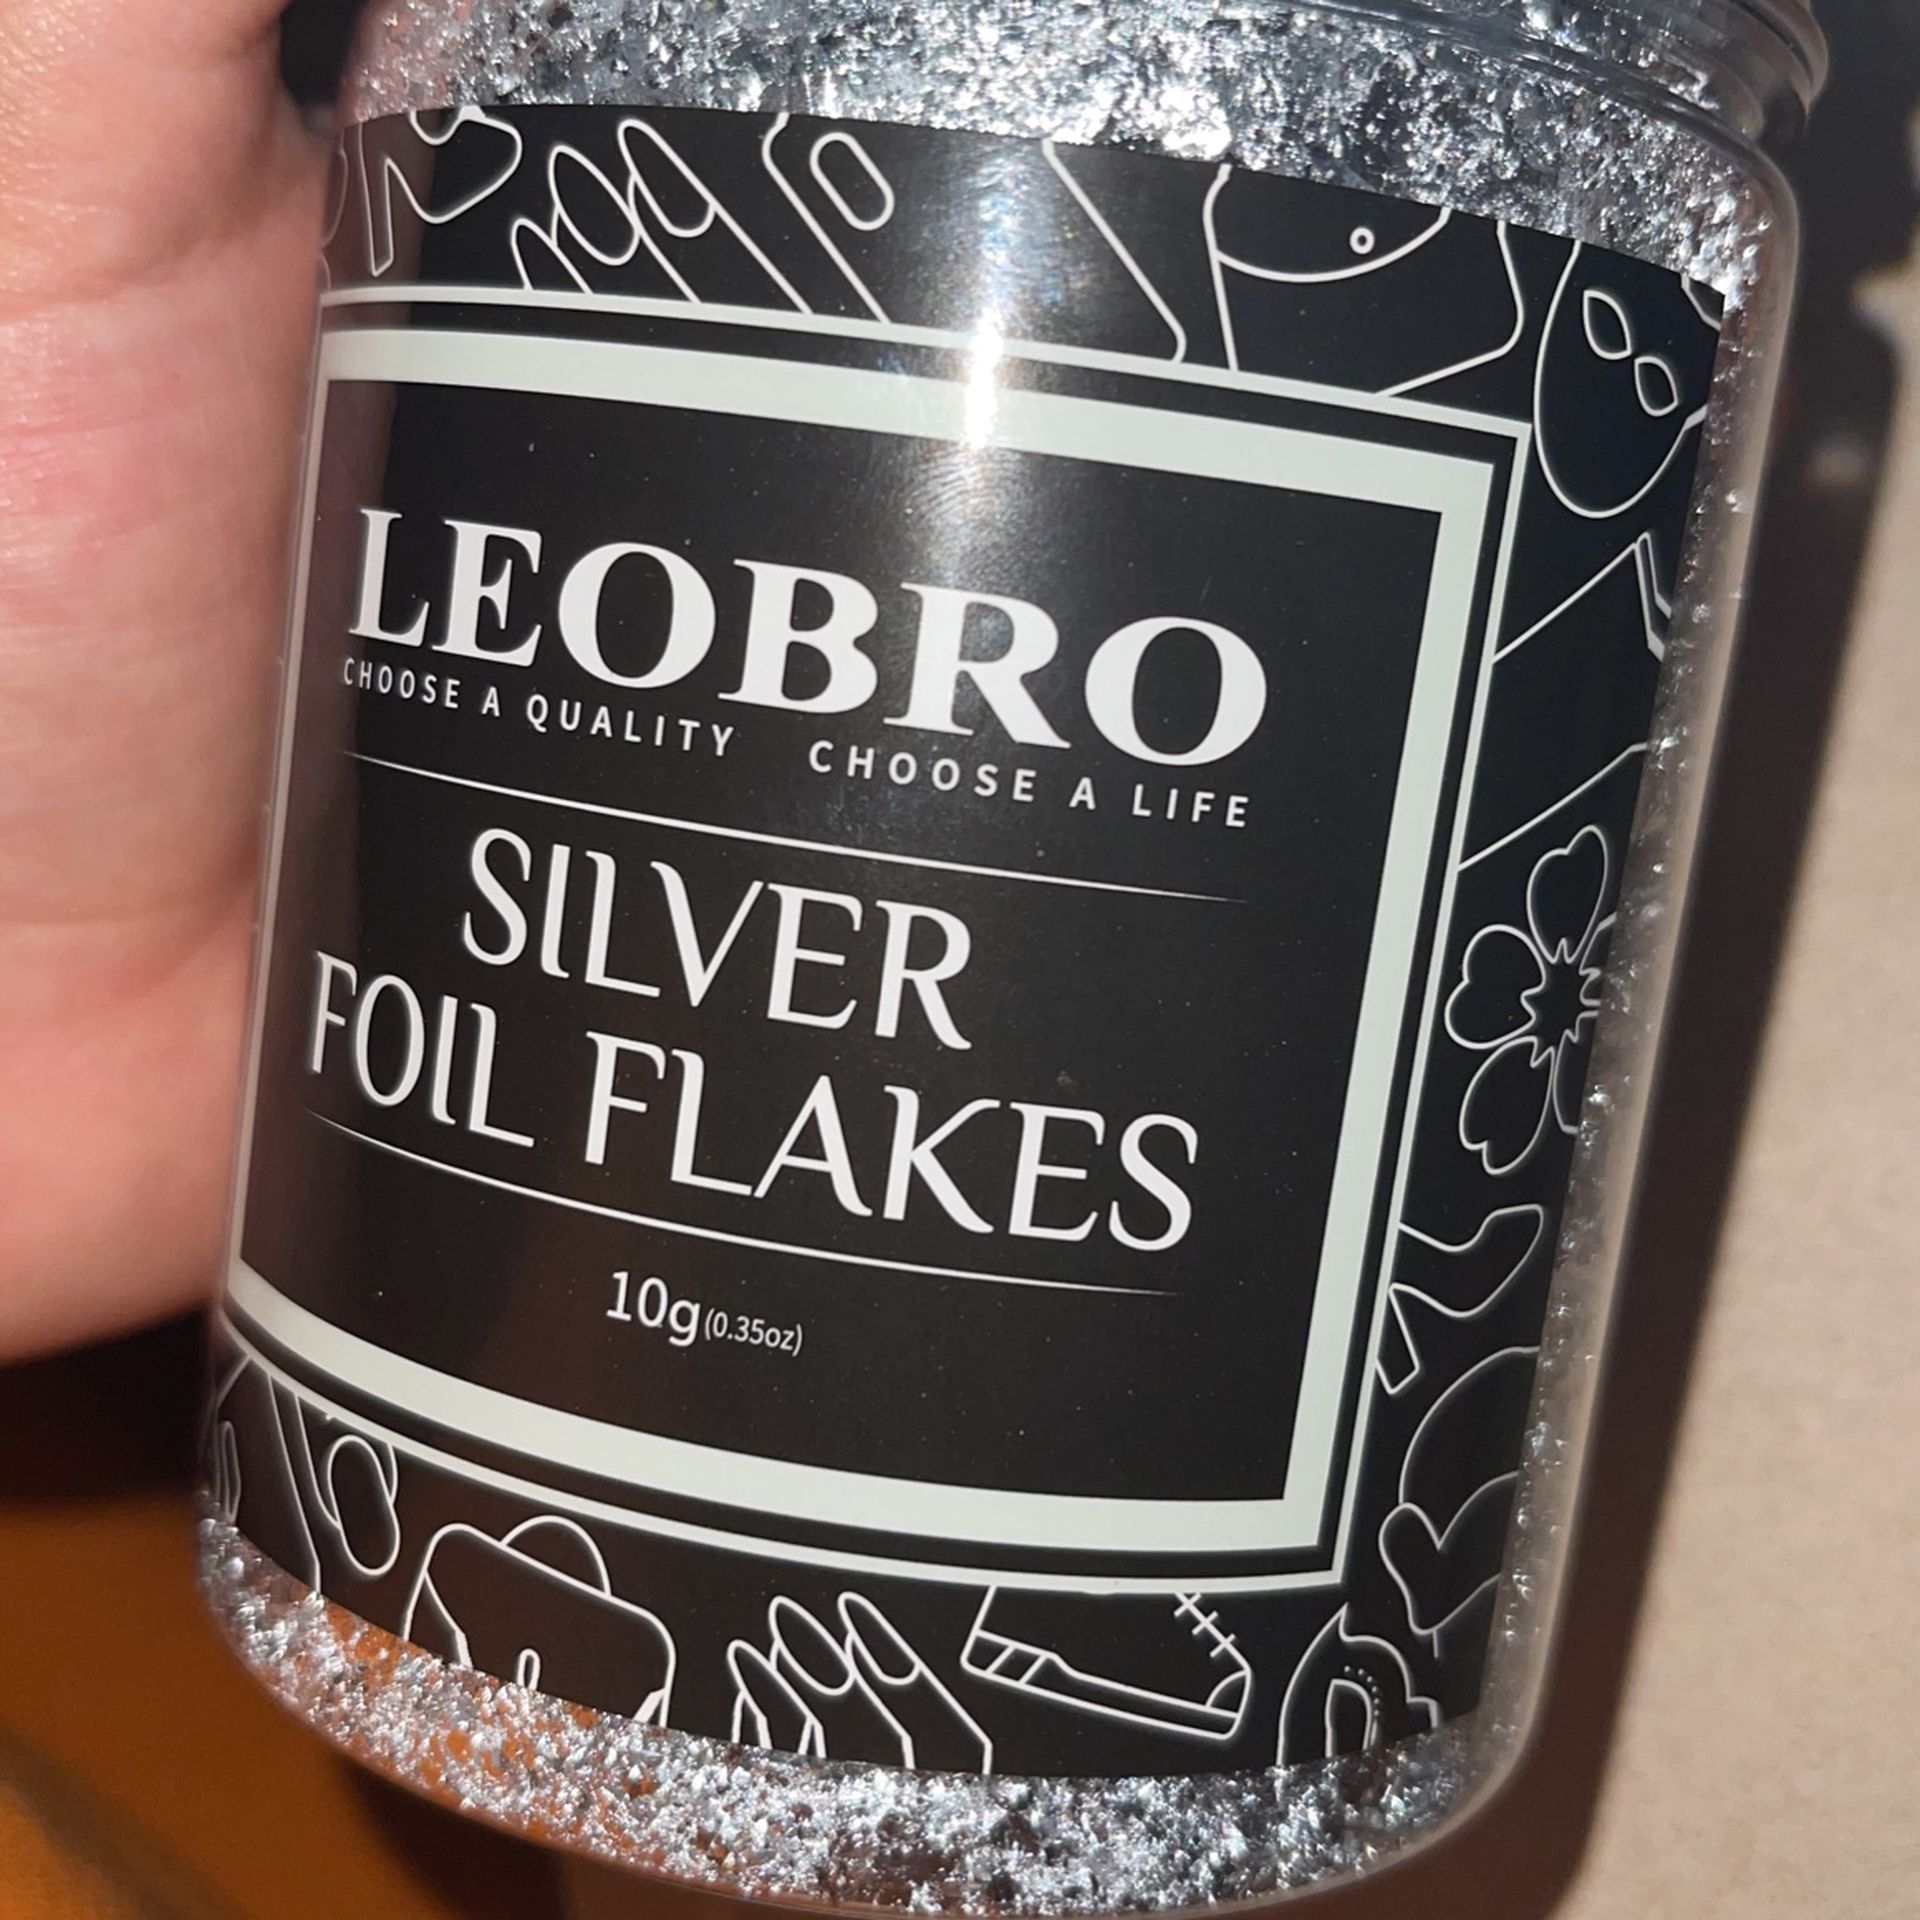 LEOBRO
CHOOSE A QUALITY CHOOSE A LIFE
SILVER
FOIL FLAKES
10g(0.35oz)